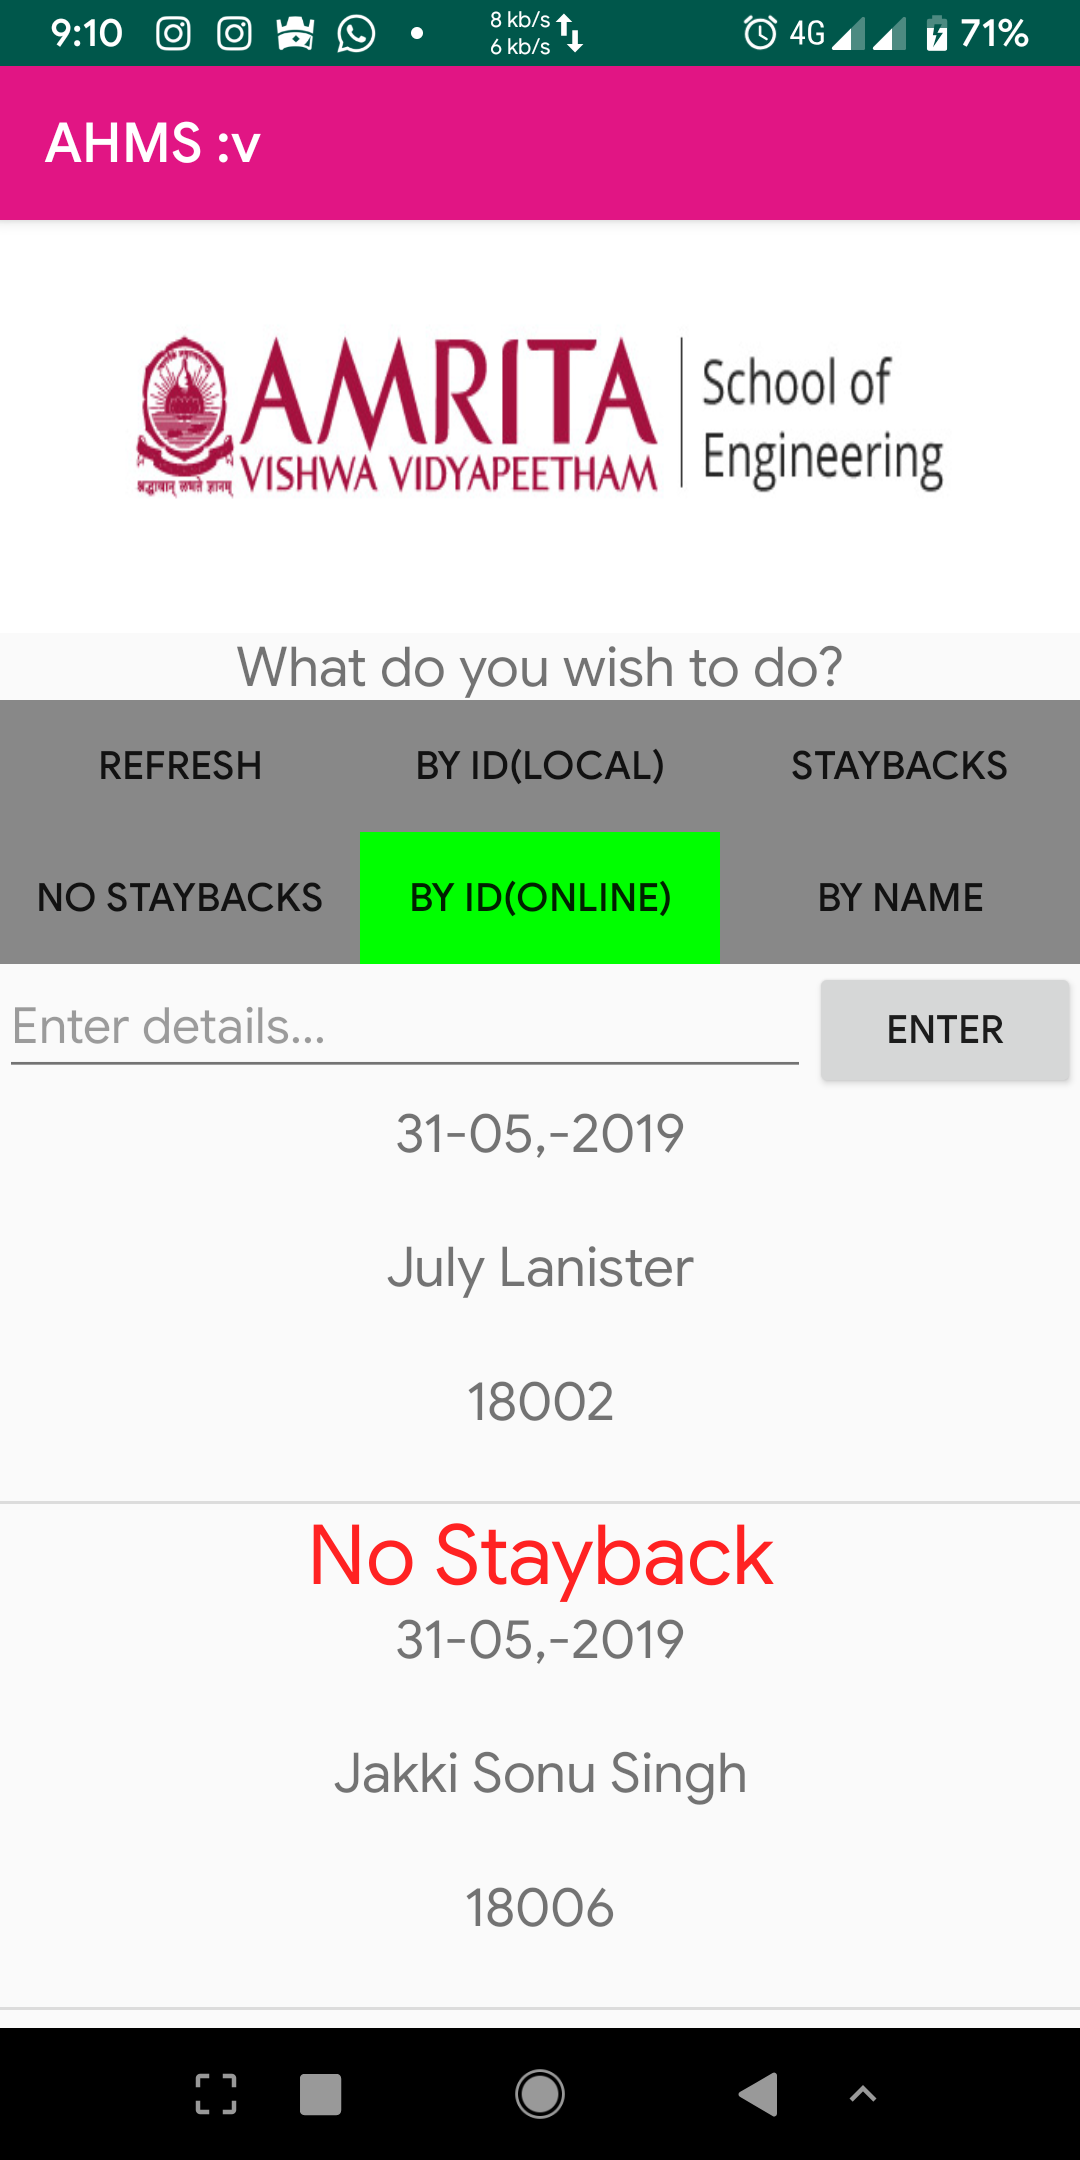 9:10
8 kb/s
6 kb/s
4G
71%
AHMS :v
AMRITA
VISHWA VIDYAPEETHAM
श्रद्धावान् लभते ज्ञानम्
School of
Engineering
What do you wish to do?
REFRESH
BY ID(LOCAL)
STAYBACKS
NO STAYBACKS
BY ID(ONLINE)
BY NAME
Enter details...
ENTER
31-05,-2019
July Lanister
18002
No Stayback
31-05,-2019
Jakki Sonu Singh
18006